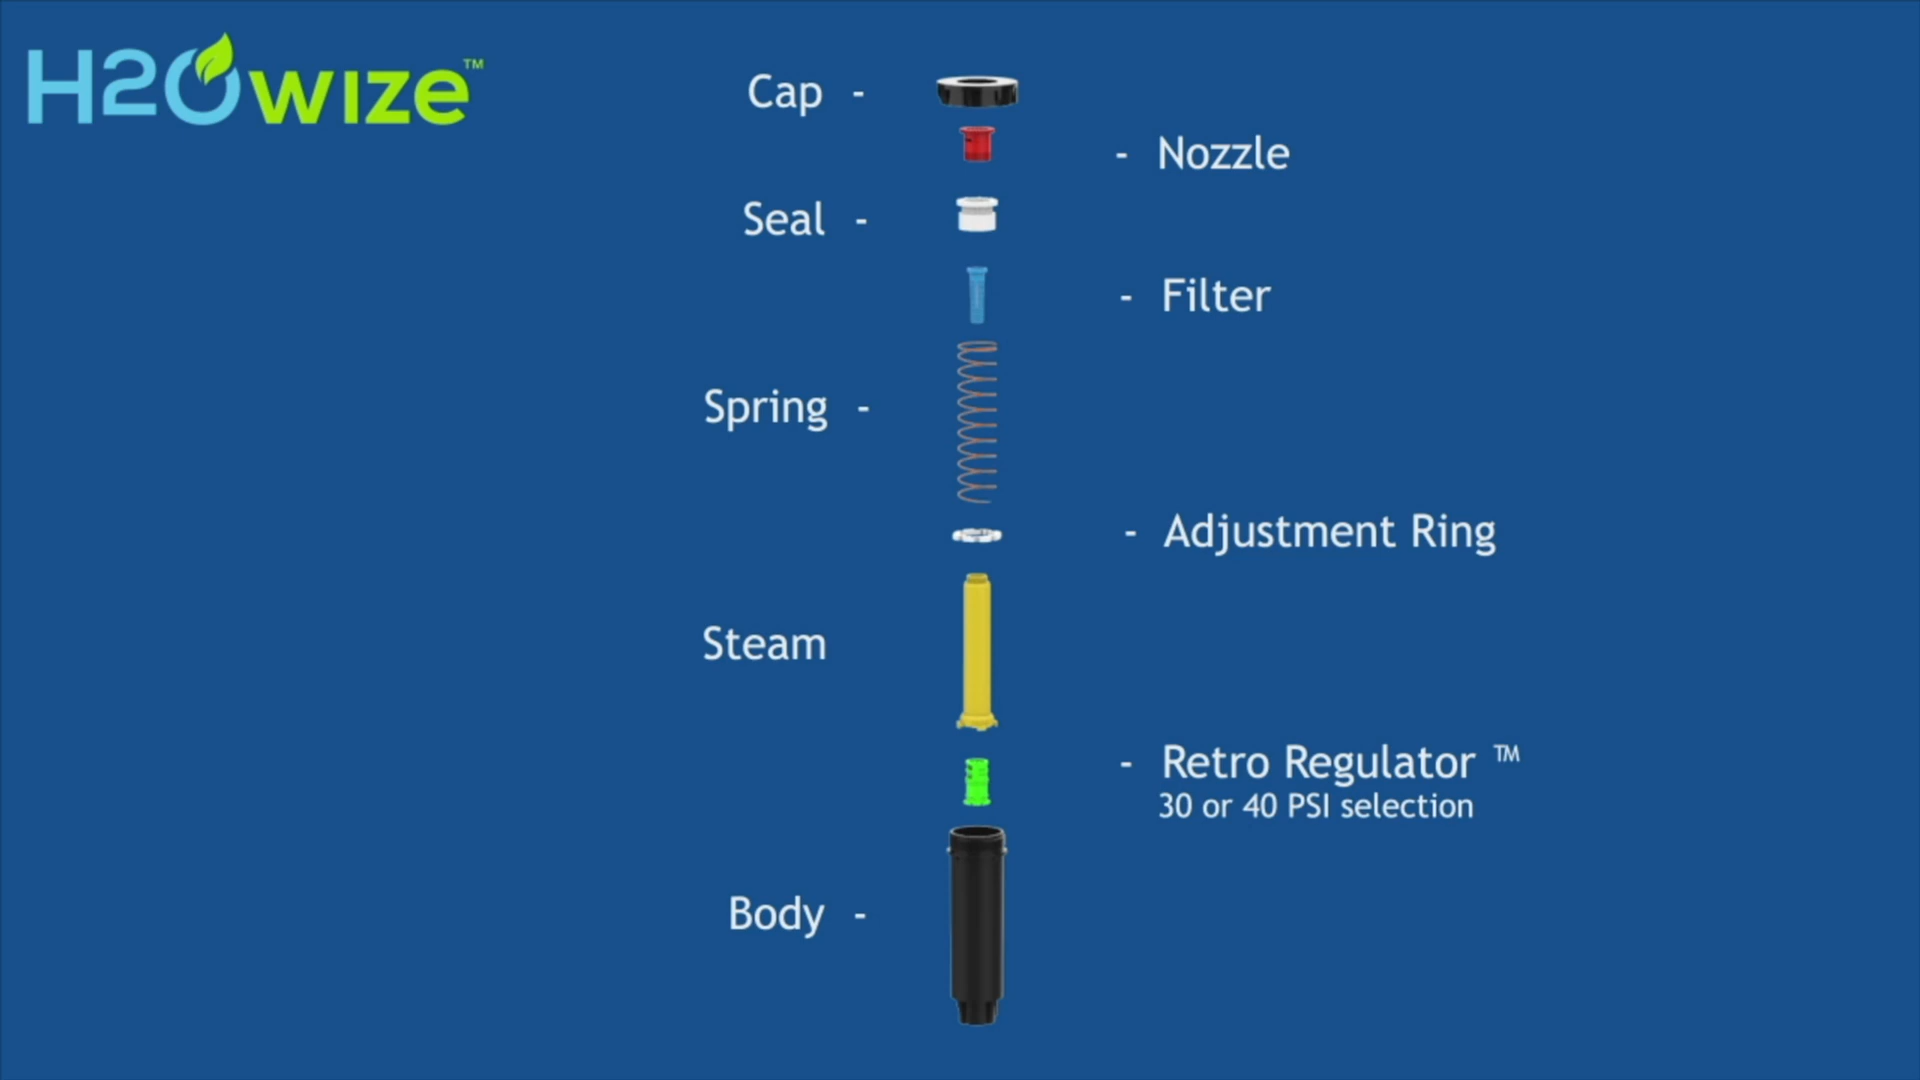 H2Owize™
Cap -
- Nozzle
Seal -
- Filter
Spring -
- Adjustment Ring
Steam
- Retro Regulator ™
30 or 40 PSI selection
Body -